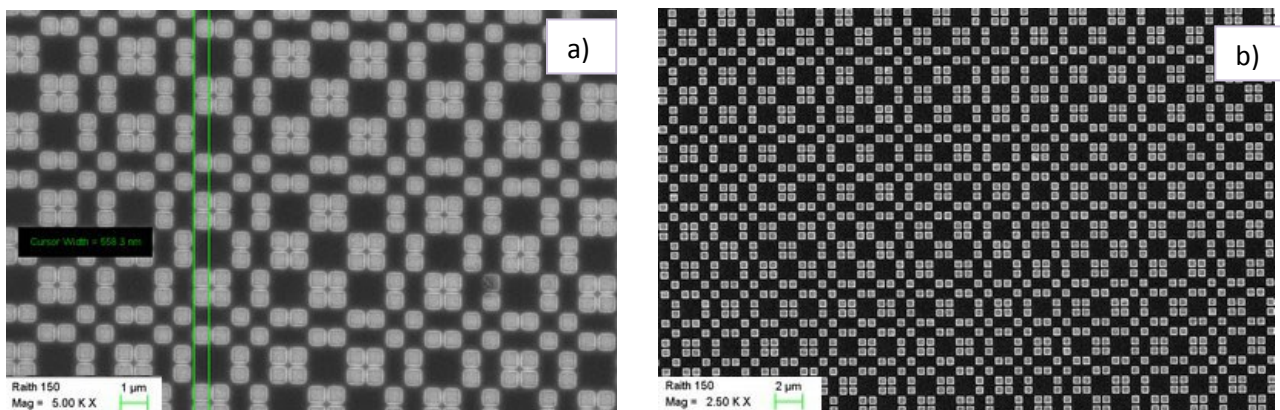 a)
Cursor Width = 558.3 nm
Raith 150
1 µm
Mag = 5.00 K X
b)
Raith 150
2 µm
Mag = 2.50 K X